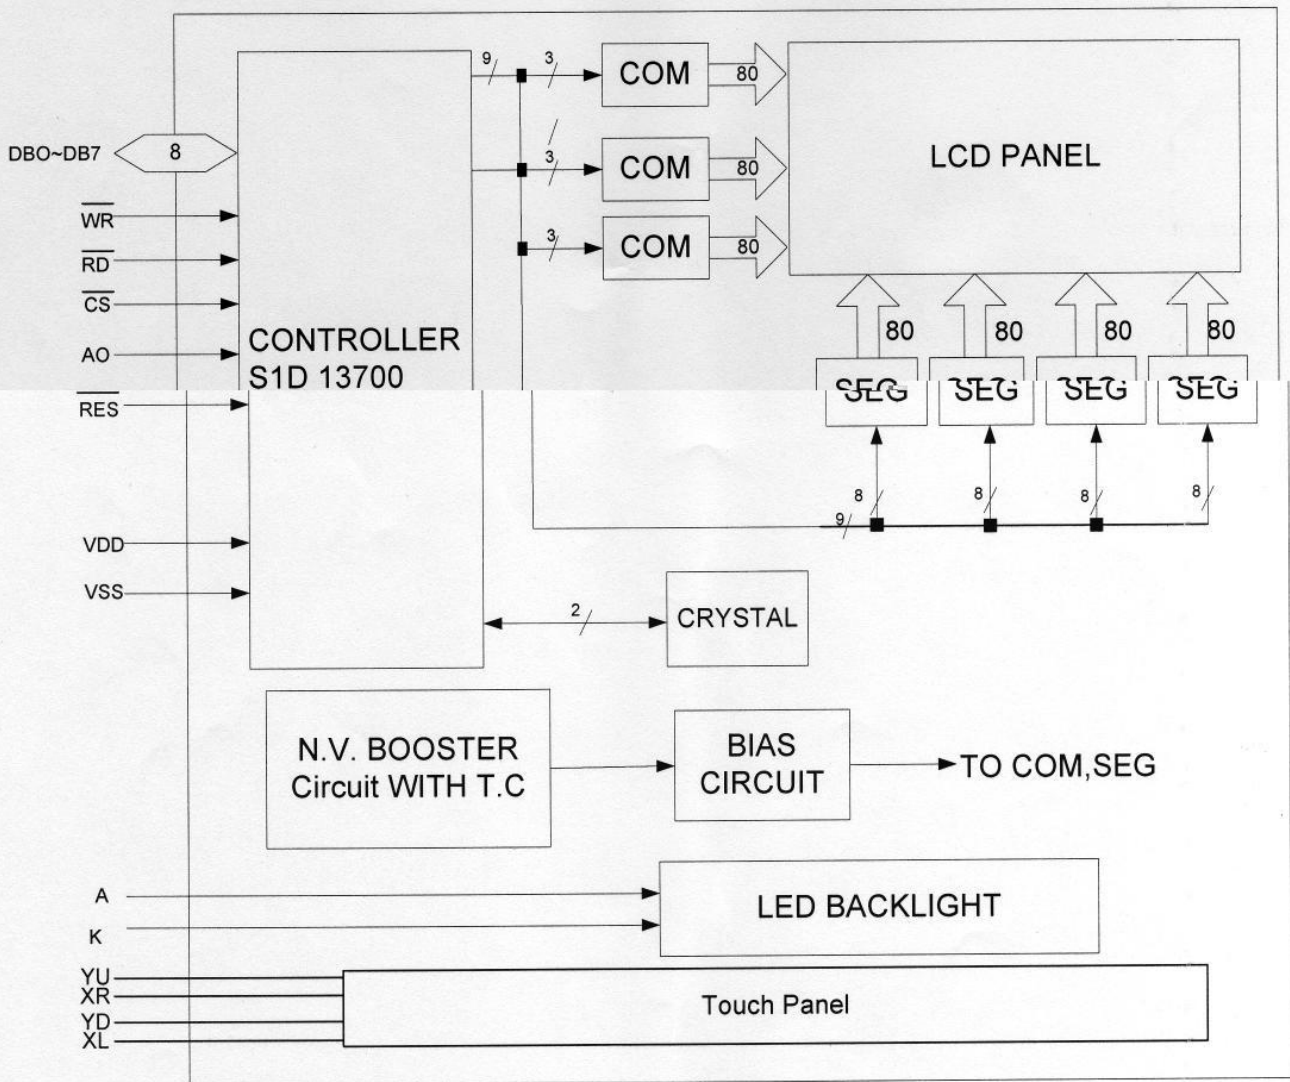 9
3
COM
80
DBO~DB7
8
3
COM
80
LCD PANEL
WR
3
COM
80
RD
CS
AO
CONTROLLER
S1D 13700
80
80
80
80
RES
SEG
SEG
SEG
SEG
8
8
8
8
9
VDD
VSS
2
CRYSTAL
N.V. BOOSTER
Circuit WITH T.C
BIAS
CIRCUIT
TO COM,SEG
A
K
LED BACKLIGHT
YU
XR
YD
XL
Touch Panel